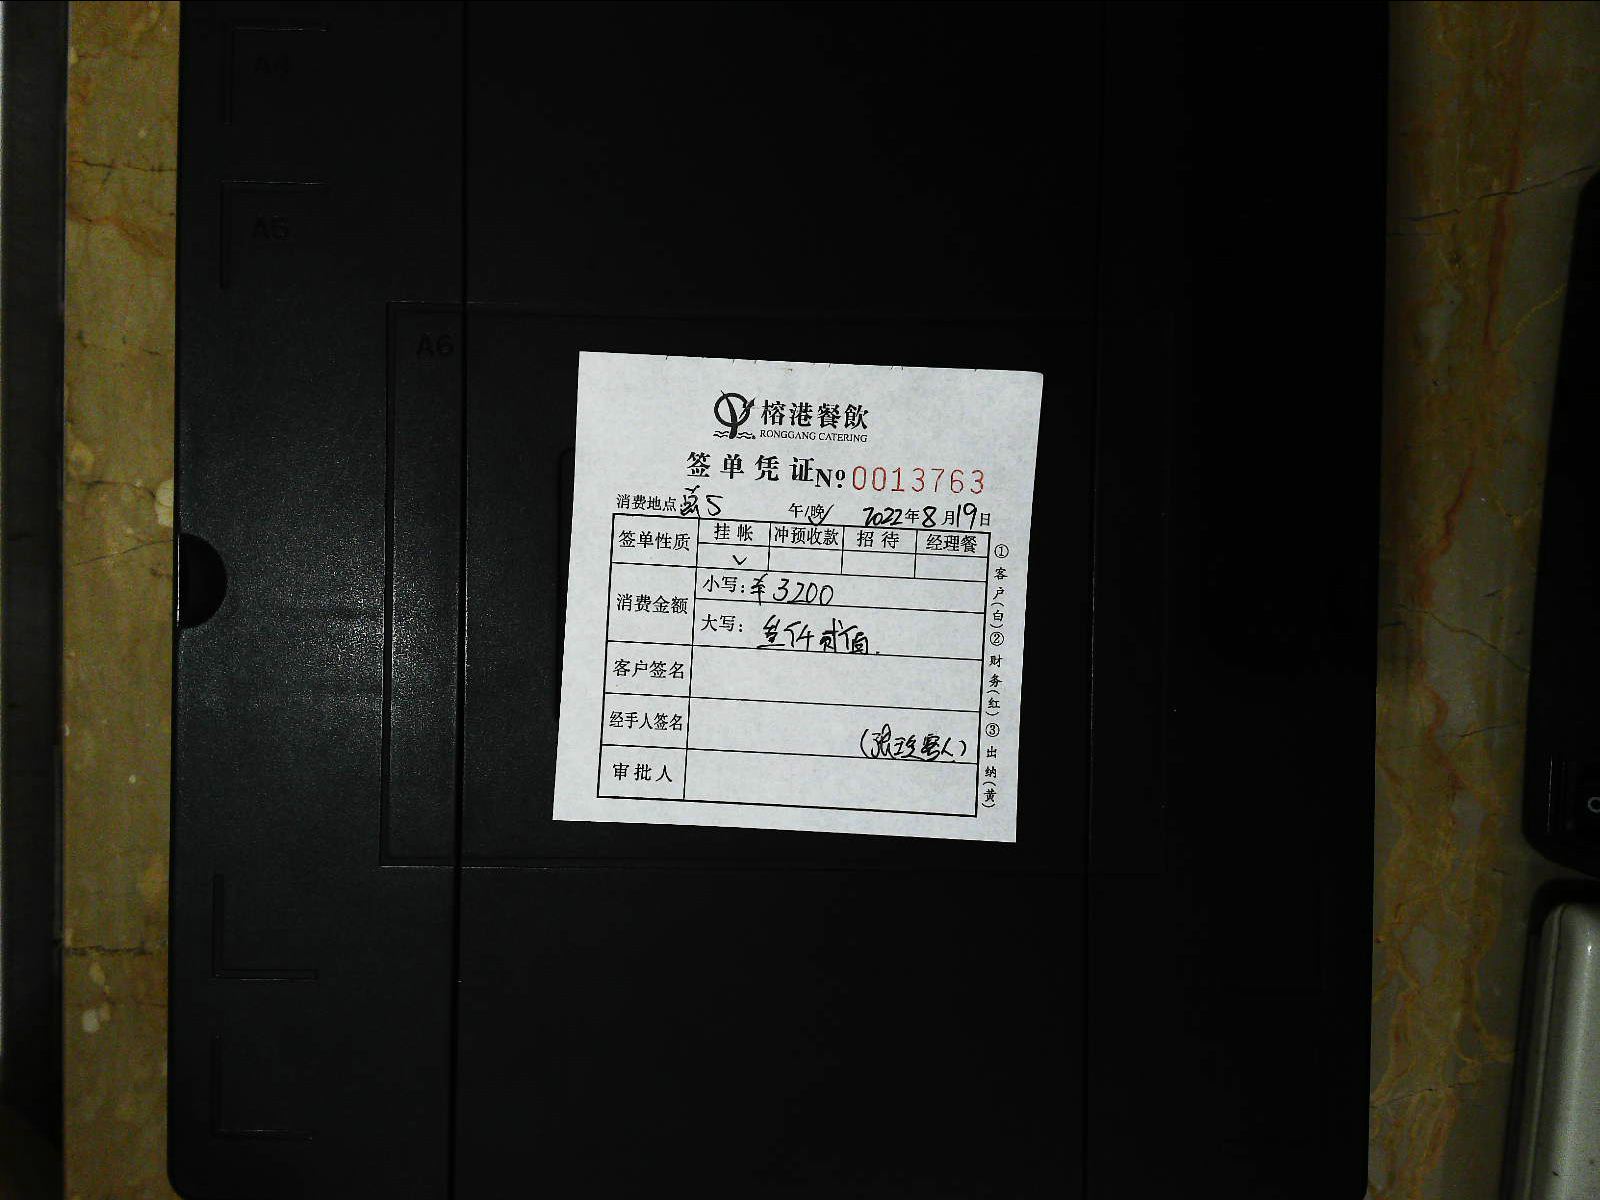 A4
A5
A6
榕港餐飲
RONGGANG CATERING
签单凭证 Nº 0013763
消费地点 5 午/晚 2022年8月19日
签单性质 挂帐 冲预收款 招待 经理餐
✓
消费金额 小写：¥3200
大写：叁仟贰佰.
客户签名
经手人签名
审批人
①客户(白)②财务(红)③出纳(黄)